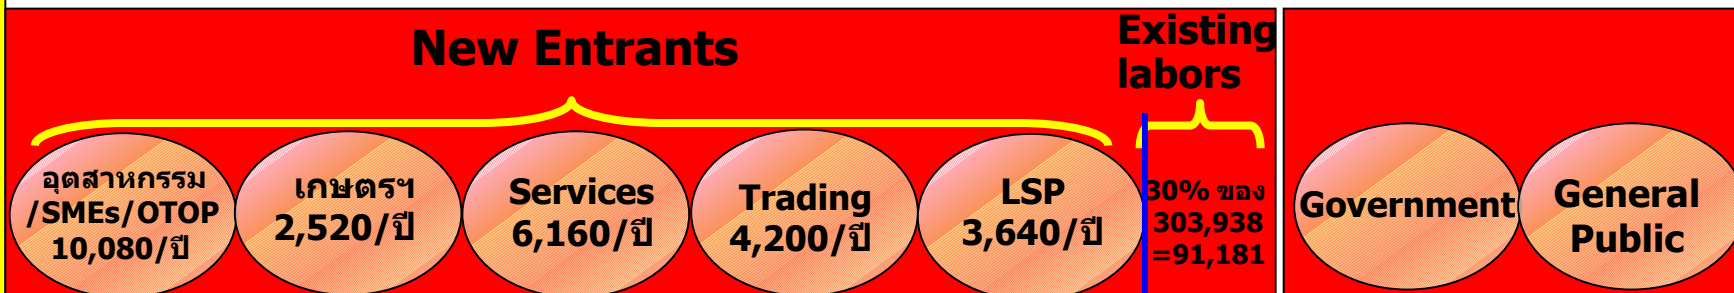 New Entrants
Existing
labors
อุตสาหกรรม
/SMEs/OTOP
10,080/ปี
เกษตรฯ
2,520/ปี
Services
6,160/ปี
Trading
4,200/ปี
LSP
3,640/ปี
30% ของ
303,938
=91,181
Government
General
Public